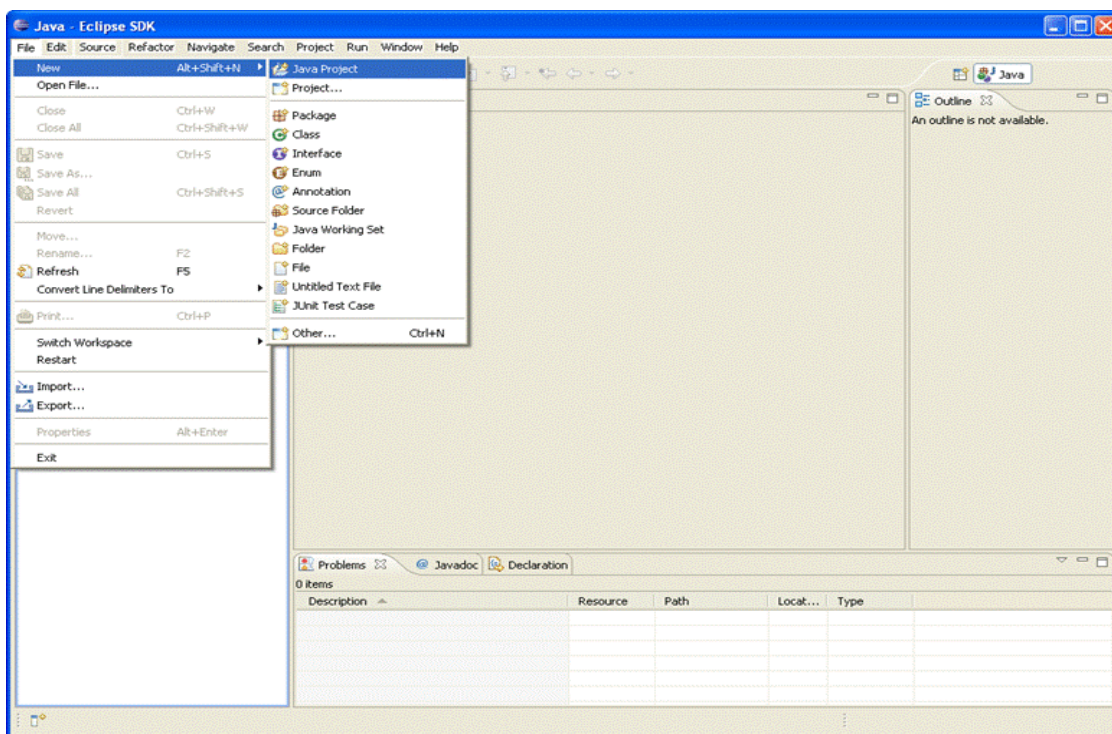 Java - Eclipse SDK
File Edit Source Refactor Navigate Search Project Run Window Help
New Alt+Shift+N
Open File...
Close Ctrl+W
Close All Ctrl+Shift+W
Save Ctrl+S
Save As...
Save All Ctrl+Shift+S
Revert
Move...
Rename... F2
Refresh F5
Convert Line Delimiters To
Print... Ctrl+P
Switch Workspace
Restart
Import...
Export...
Properties Alt+Enter
Exit
Java Project
Project...
Package
Class
Interface
Enum
Annotation
Source Folder
Java Working Set
Folder
File
Untitled Text File
JUnit Test Case
Other... Ctrl+N
Java
Outline
An outline is not available.
Problems Javadoc Declaration
0 items
Description Resource Path Locat... Type